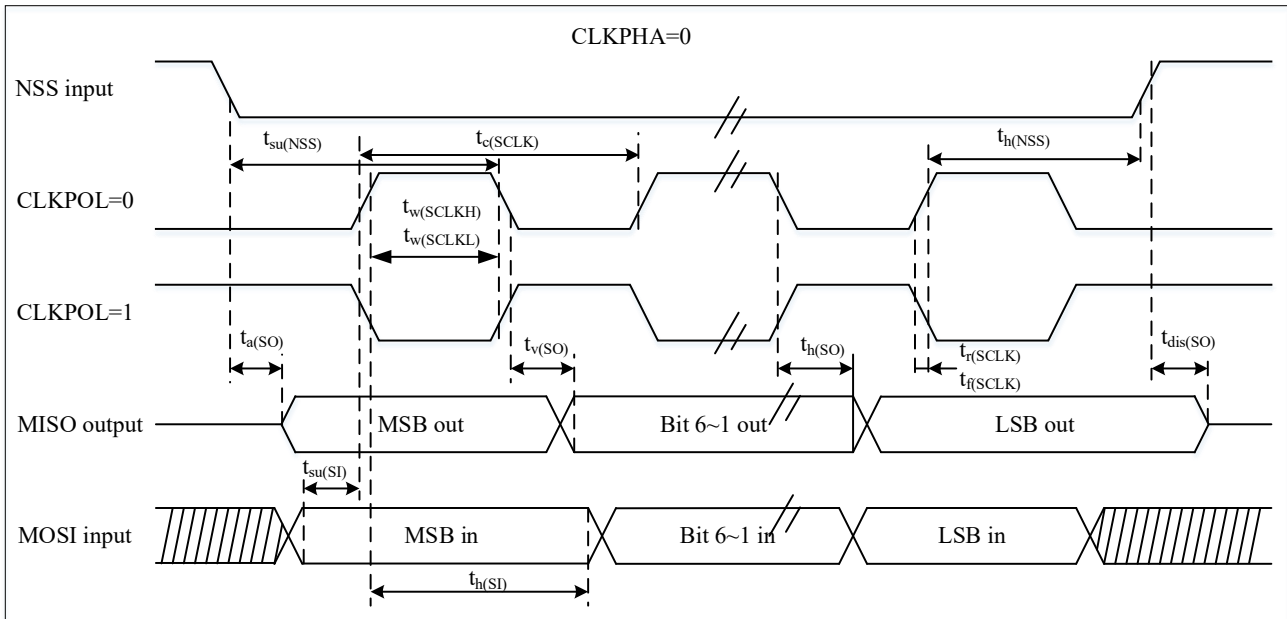 CLKPHA=0
NSS input
tsu(NSS)
tc(SCLK)
th(NSS)
CLKPOL=0
tw(SCLKH)
tw(SCLKL)
CLKPOL=1
ta(SO)
tv(SO)
th(SO)
tr(SCLK)
tf(SCLK)
tdis(SO)
MISO output
MSB out
Bit 6~1 out
LSB out
tsu(SI)
MOSI input
MSB in
Bit 6~1 in
LSB in
th(SI)